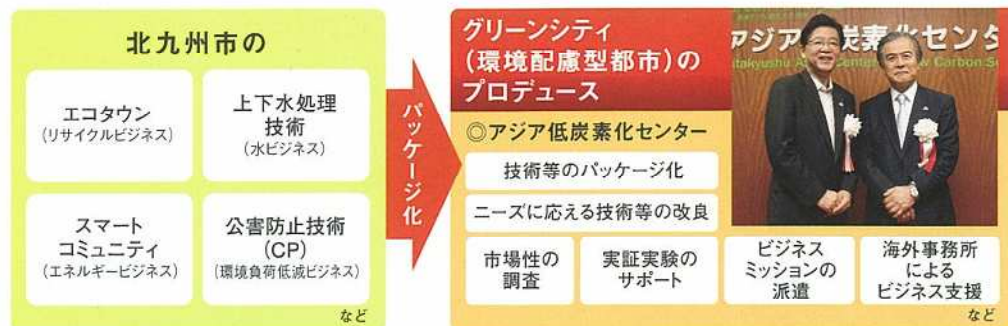 北九州市の
エコタウン
(リサイクルビジネス)
上下水処理
技術
(水ビジネス)
スマート
コミュニティ
(エネルギービジネス)
公害防止技術
(CP)
(環境負荷低減ビジネス)
など
パッケージ化
グリーンシティ
(環境配慮型都市)の
プロデュース
◎アジア低炭素化センター
技術等のパッケージ化
ニーズに応える技術等の改良
市場性の
調査
実証実験の
サポート
ビジネス
ミッションの
派遣
海外事務所
による
ビジネス支援
など
アジア 炭素化センタ
Carbon